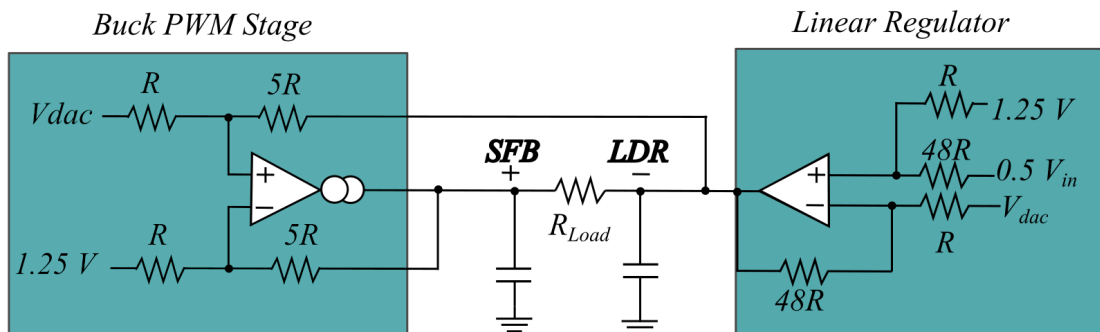 Buck PWM Stage
Linear Regulator
R
5R
Vdac
R
1.25 V
SFB
LDR
+
−
+
−
48R
0.5 Vin
+
−
Vdac
RLoad
R
R
5R
1.25 V
48R